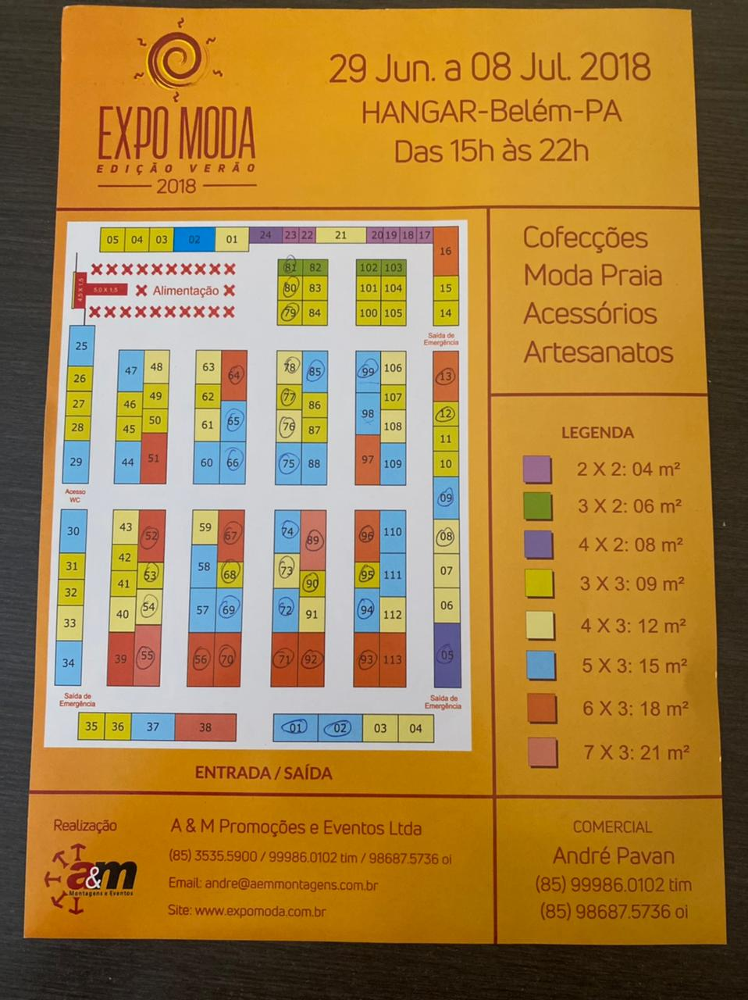 EXPO MODA
EDIÇÃO VERÃO
2018
29 Jun. a 08 Jul. 2018
HANGAR-Belém-PA
Das 15h às 22h
05 04 03 02 01 24 23 22 21 20 19 18 17
16
81 82 102 103
4,5 X 1,5
5,0 X 1,5
Alimentação
80 83 101 104 15
79 84 100 105 14
Saída de
Emergência
25
26
27
28
29
47 48
46 49
45 50
44 51
63 64
62
61 65
60 66
78 85
77 86
76 87
75 88
99 106
98 107
108
97 109
13
12
11
10
09
Acesso
WC
30
31
32
33
34
43 52
42
41 53
40 54
39 55
59 67
58 68
57 69
56 70
74 89
73 90
72 91
71 92
96 110
95 111
94 112
93 113
08
07
06
05
Saída de
Emergência
Saída de
Emergência
35 36 37 38
01 02 03 04
ENTRADA / SAÍDA
Cofecções
Moda Praia
Acessórios
Artesanatos
LEGENDA
2 X 2: 04 m²
3 X 2: 06 m²
4 X 2: 08 m²
3 X 3: 09 m²
4 X 3: 12 m²
5 X 3: 15 m²
6 X 3: 18 m²
7 X 3: 21 m²
Realização
a&m
Montagens e Eventos
A & M Promoções e Eventos Ltda
(85) 3535.5900 / 99986.0102 tim / 98687.5736 oi
Email: andre@aemmontagens.com.br
Site: www.expomoda.com.br
COMERCIAL
André Pavan
(85) 99986.0102 tim
(85) 98687.5736 oi